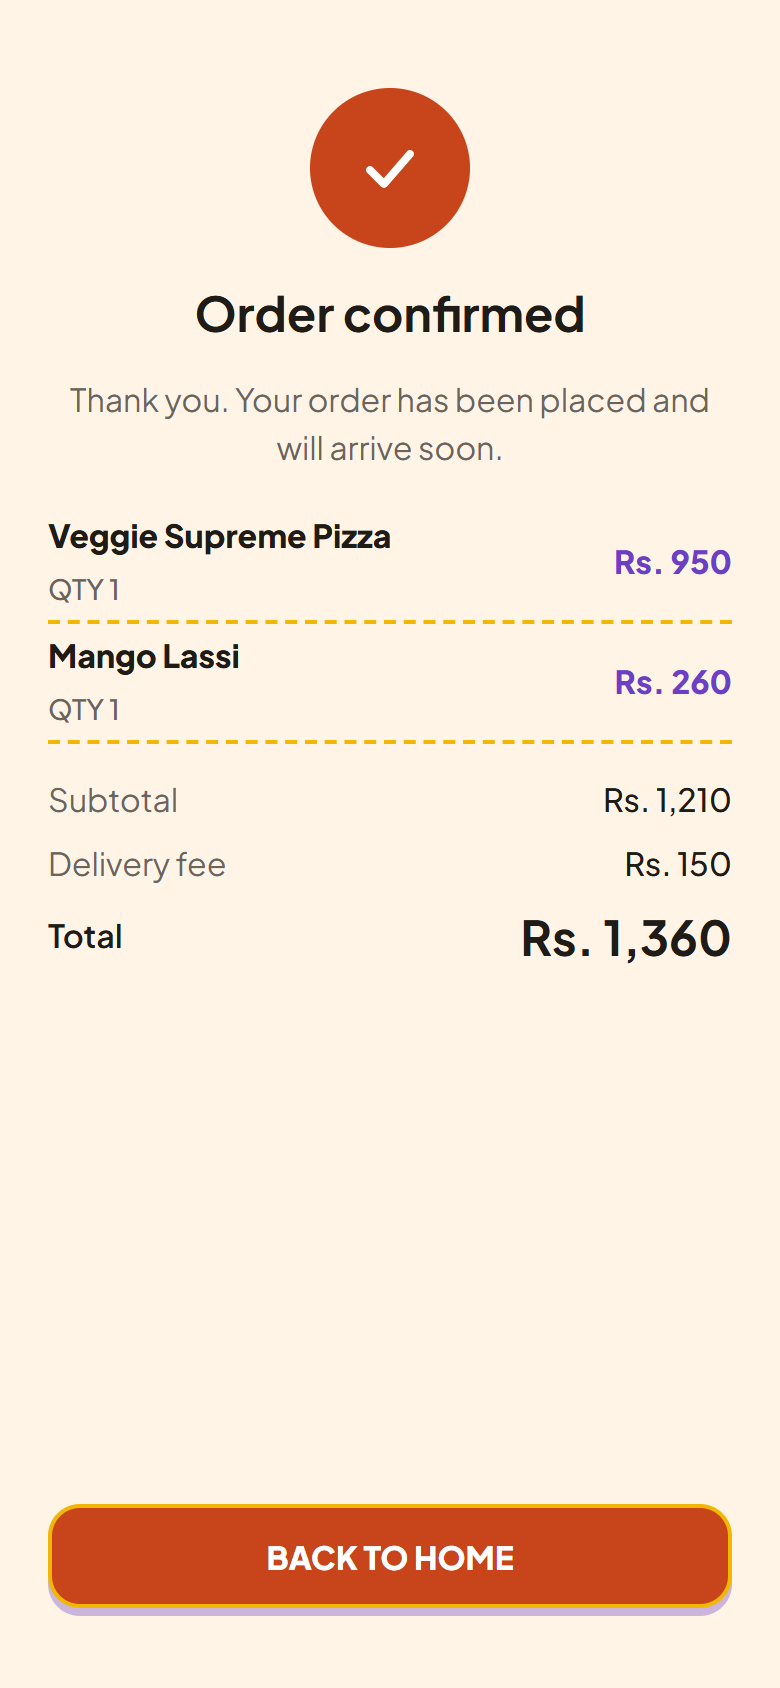 Order confirmed
Thank you. Your order has been placed and
will arrive soon.
Veggie Supreme Pizza
Rs. 950
QTY 1
Mango Lassi
Rs. 260
QTY 1
Subtotal Rs. 1,210
Delivery fee Rs. 150
Total Rs. 1,360
BACK TO HOME